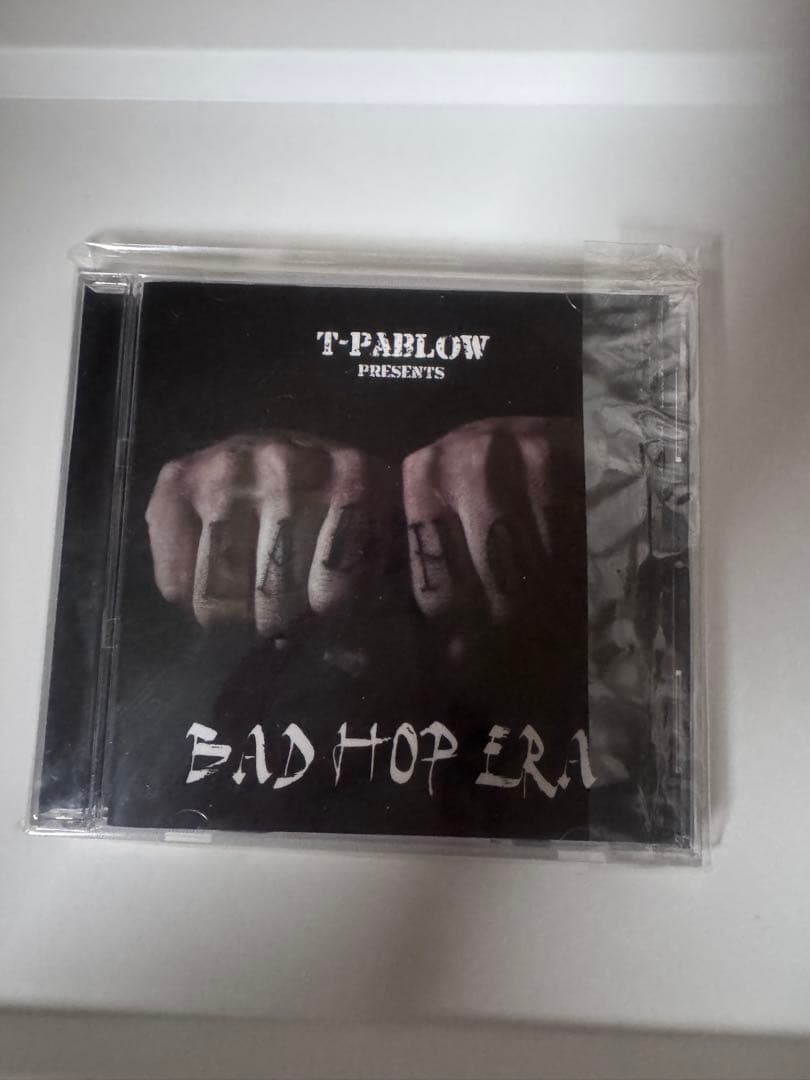 T-PABLOW
PRESENTS
BAD HOP ERA